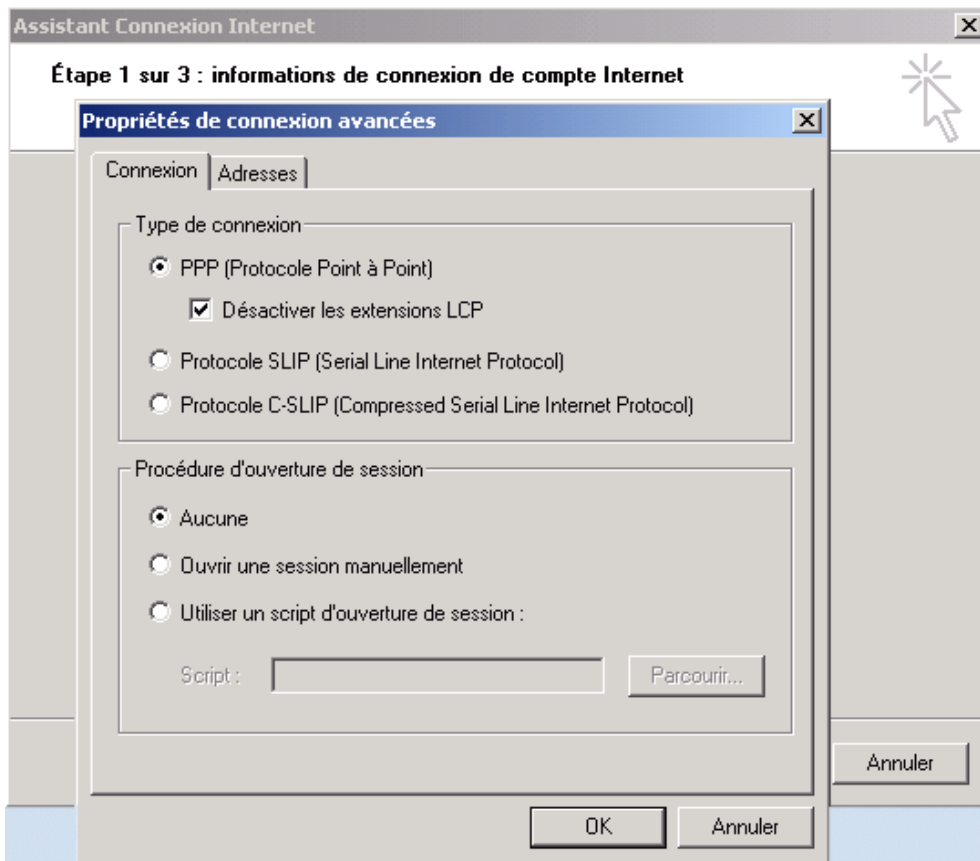 Assistant Connexion Internet
Étape 1 sur 3 : informations de connexion de compte Internet
Propriétés de connexion avancées
Connexion Adresses
Type de connexion
PPP (Protocole Point à Point)
Désactiver les extensions LCP
Protocole SLIP (Serial Line Internet Protocol)
Protocole C-SLIP (Compressed Serial Line Internet Protocol)
Procédure d'ouverture de session
Aucune
Ouvrir une session manuellement
Utiliser un script d'ouverture de session :
Script : Parcourir...
Annuler
OK Annuler